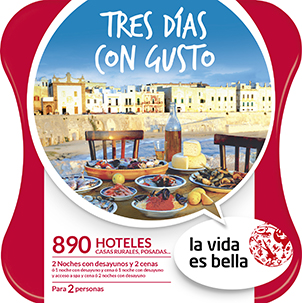 TRES DÍAS
CON GUSTO
890 HOTELES
CASAS RURALES, POSADAS...
2 Noches con desayunos y 2 cenas
ó 1 noche con desayuno y cena ó 1 noche con desayuno
y acceso a spa y cena ó 2 noches con desayuno
Para 2 personas
la vida
es bella